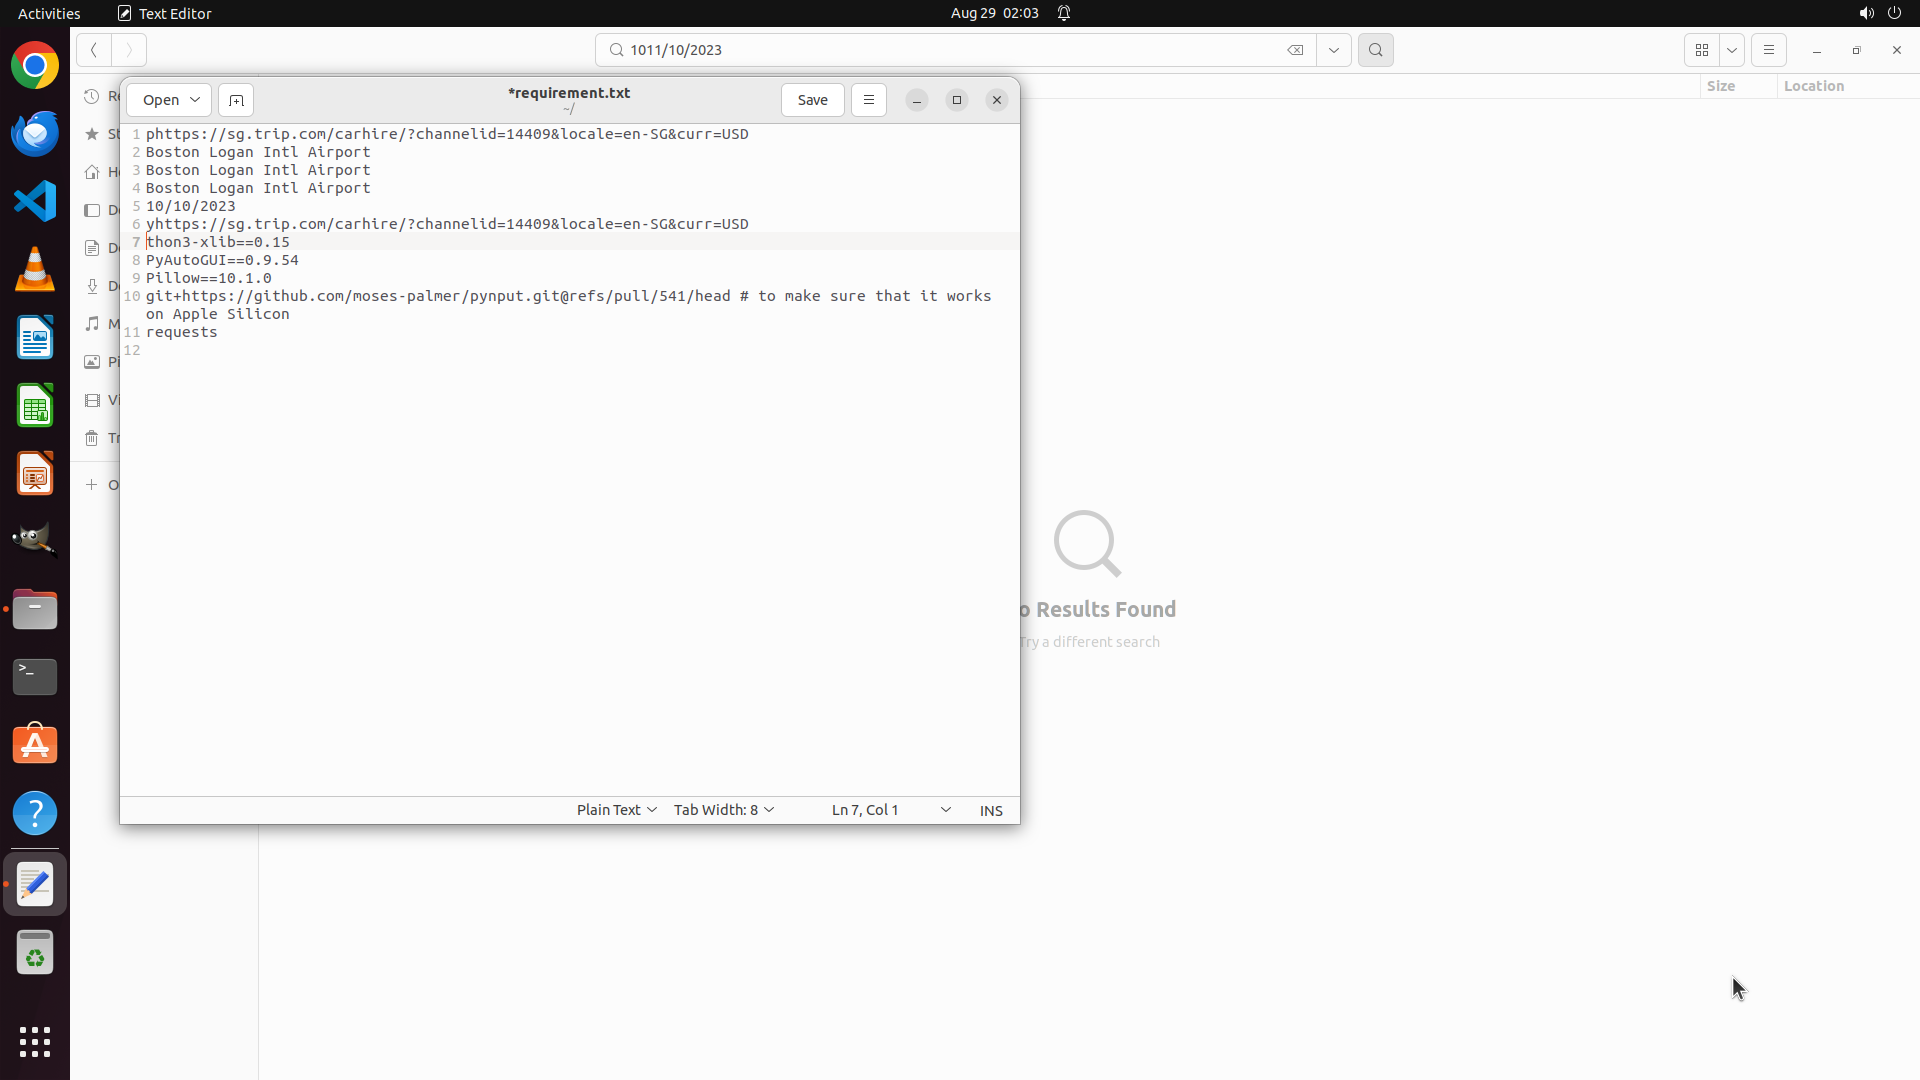 Activities
Text Editor
Aug 29 02:03
1011/10/2023
Size
Location
Open
*requirement.txt
~/
Save
1 phttps://sg.trip.com/carhire/?channelid=14409&locale=en-SG&curr=USD
2 Boston Logan Intl Airport
3 Boston Logan Intl Airport
4 Boston Logan Intl Airport
5 10/10/2023
6 yhttps://sg.trip.com/carhire/?channelid=14409&locale=en-SG&curr=USD
7 thon3-xlib==0.15
8 PyAutoGUI==0.9.54
9 Pillow==10.1.0
10 git+https://github.com/moses-palmer/pynput.git@refs/pull/541/head # to make sure that it works
on Apple Silicon
11 requests
12
o Results Found
Try a different search
Plain Text
Tab Width: 8
Ln 7, Col 1
INS